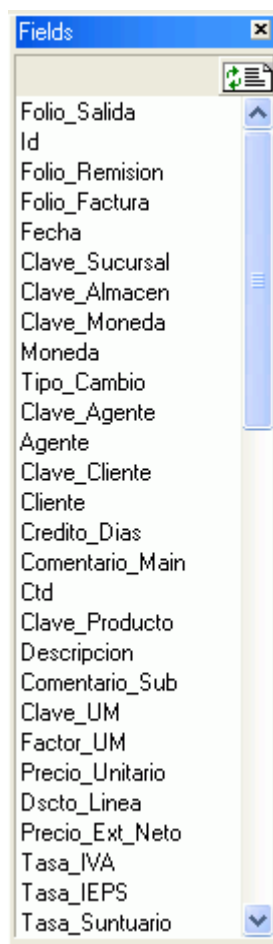 Fields
Folio_Salida
Id
Folio_Remision
Folio_Factura
Fecha
Clave_Sucursal
Clave_Almacen
Clave_Moneda
Moneda
Tipo_Cambio
Clave_Agente
Agente
Clave_Cliente
Cliente
Credito_Dias
Comentario_Main
Ctd
Clave_Producto
Descripcion
Comentario_Sub
Clave_UM
Factor_UM
Precio_Unitario
Dscto_Linea
Precio_Ext_Neto
Tasa_IVA
Tasa_IEPS
Tasa_Suntuario